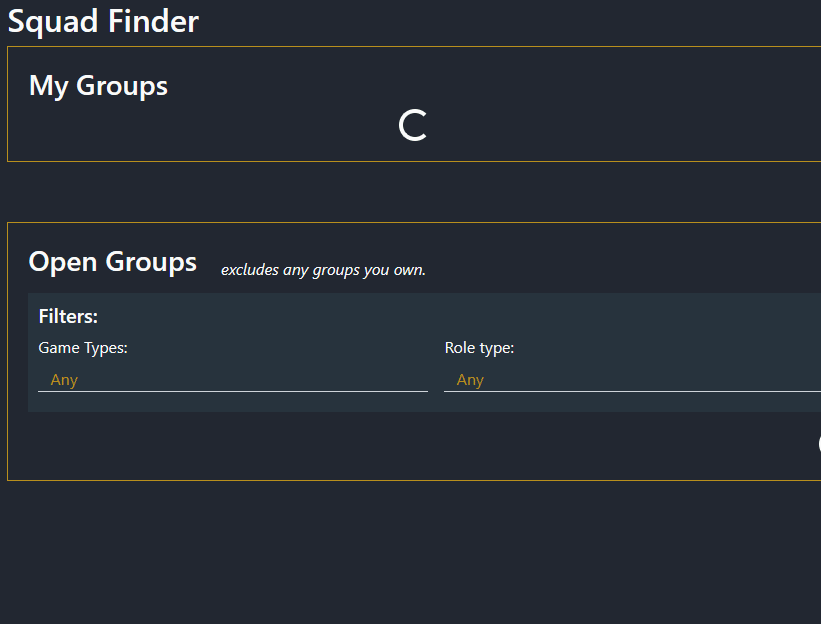 Squad Finder
My Groups
Open Groups excludes any groups you own.
Filters:
Game Types: Role type:
Any Any